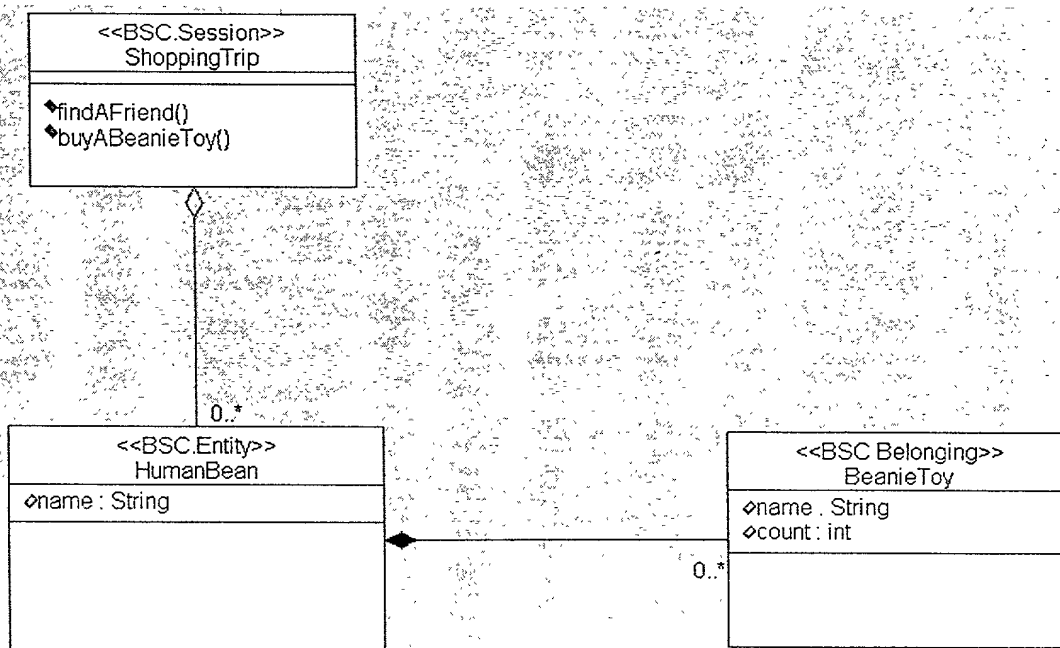 <<BSC.Session>>
ShoppingTrip
findAFriend()
buyABeanieToy()
0..*
<<BSC.Entity>>
HumanBean
name : String
<<BSC Belonging>>
BeanieToy
name . String
count : int
0..*